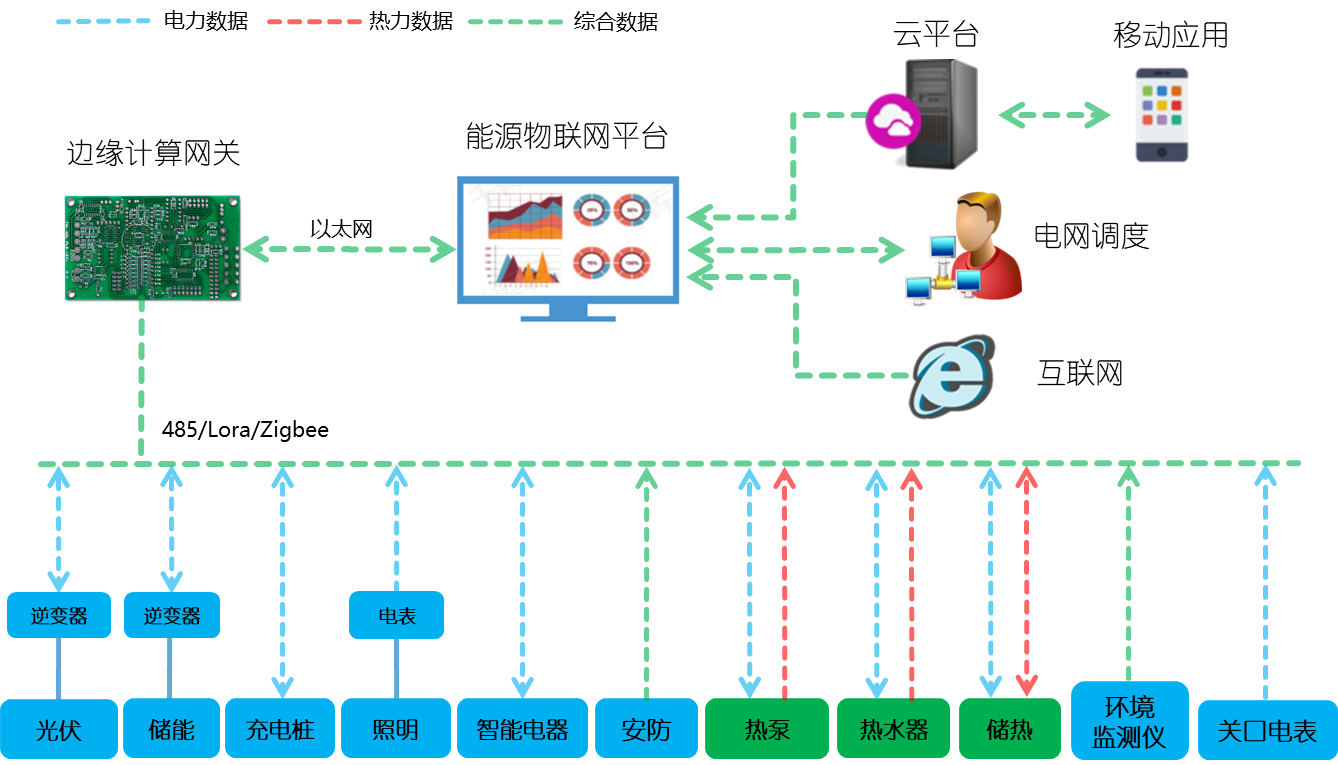 电力数据
热力数据
综合数据
云平台
移动应用
能源物联网平台
边缘计算网关
以太网
电网调度
互联网
485/Lora/Zigbee
逆变器
逆变器
电表
光伏
储能
充电桩
照明
智能电器
安防
热泵
热水器
储热
环境
监测仪
关口电表